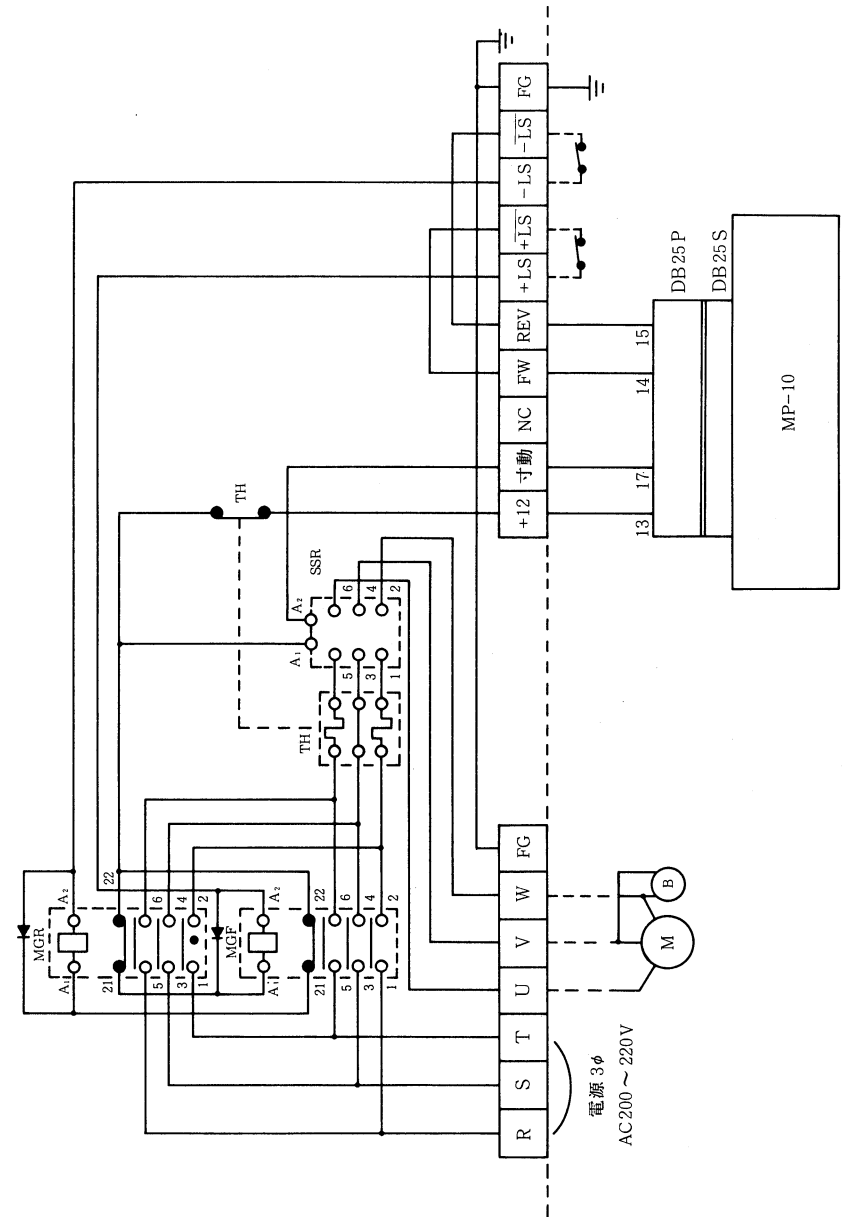 MGR
A₁
A₂
21
22
5
6
3
4
1
2
MGF
A₁
A₂
21
22
5
6
3
4
1
2
TH
TH
SSR
A₁
A₂
5
6
3
4
1
2
R
S
T
U
V
W
FG
+12
寸動
NC
FW
REV
+LS
+L̅S̅
-LS
-L̅S̅
FG
電源 3φ
AC200～220V
M
B
13
17
14
15
DB25P
DB25S
MP-10